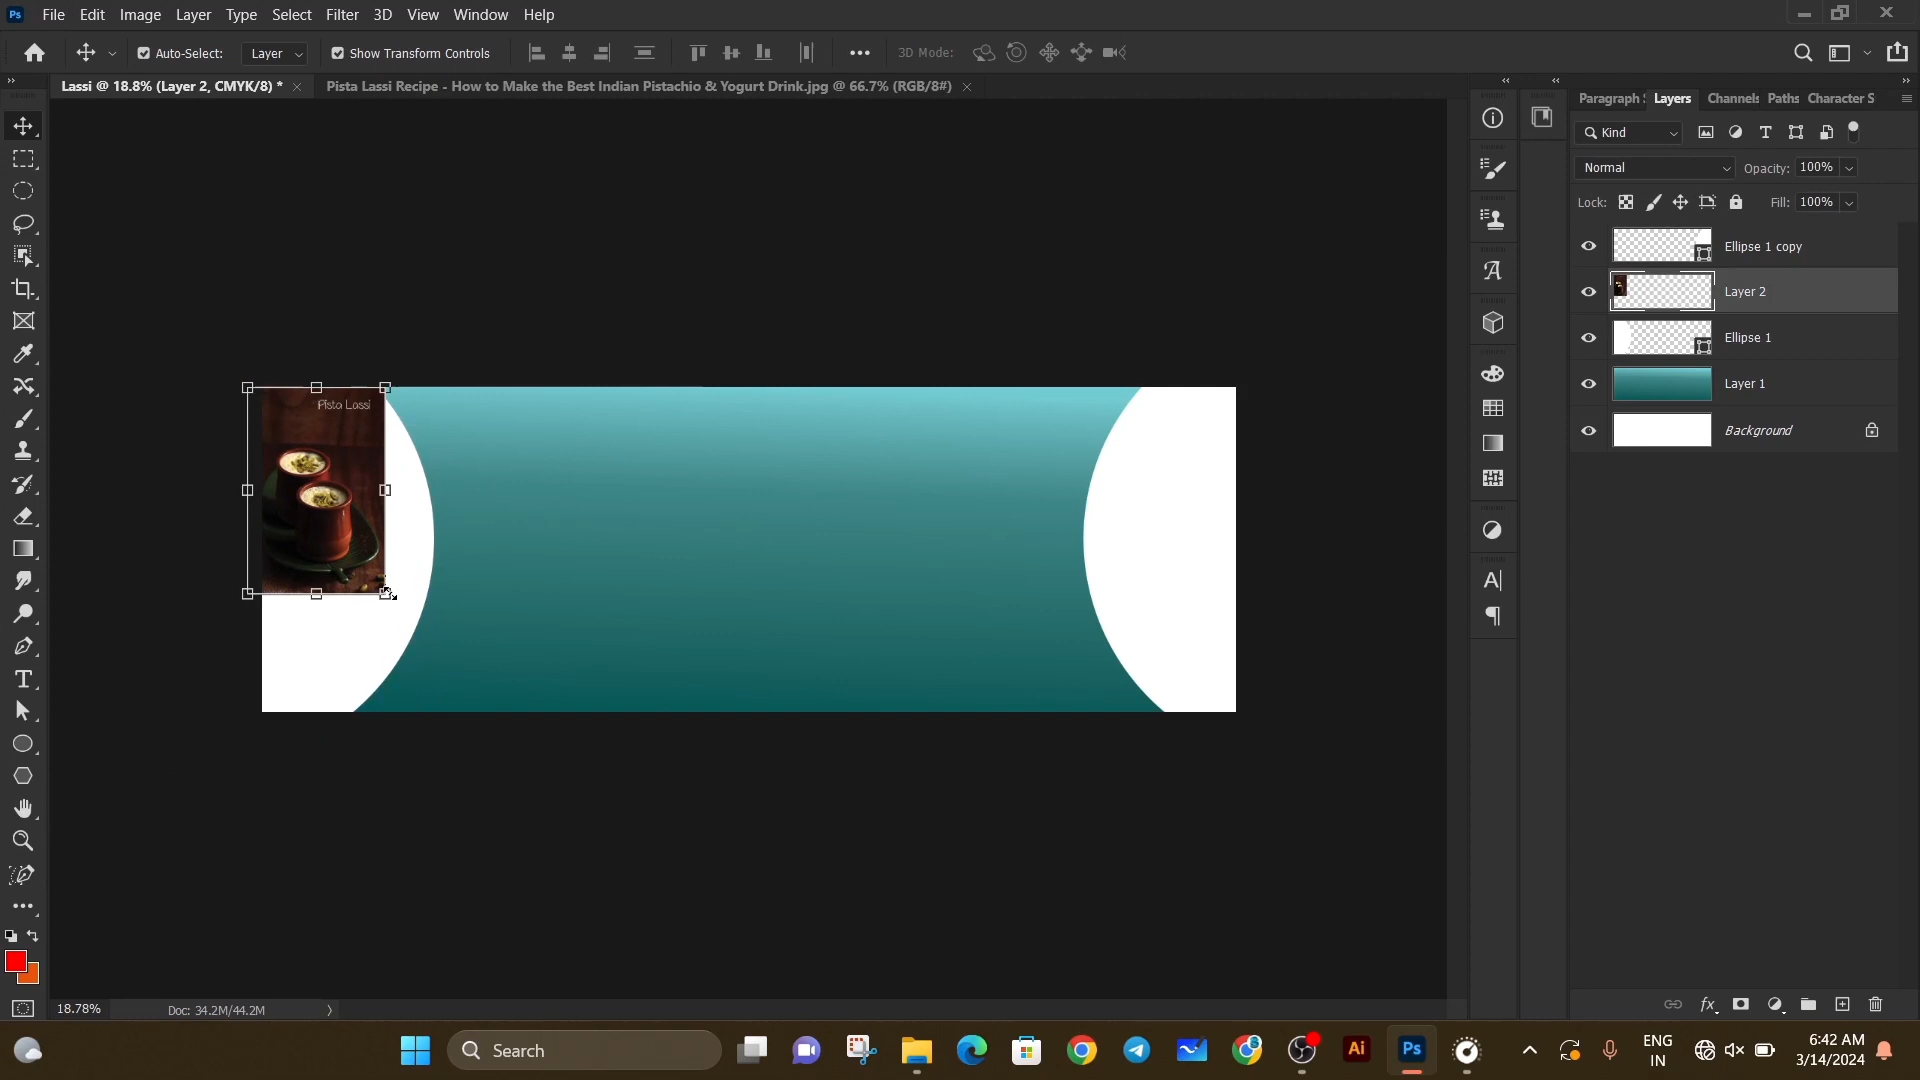 Ps File Edit Image Layer Type Select Filter 3D View Window Help
Auto-Select: Layer Show Transform Controls 3D Mode:
Lassi @ 18.8% (Layer 2, CMYK/8) * Pista Lassi Recipe - How to Make the Best Indian Pistachio & Yogurt Drink.jpg @ 66.7% (RGB/8#)
Paragraph S Layers Channels Paths Character S
Kind
Normal Opacity: 100%
Lock: Fill: 100%
Ellipse 1 copy
Layer 2
Ellipse 1
Layer 1
Background
Pista Lassi
18.78% Doc: 34.2M/44.2M
Search
Ai Ps
ENG
IN
6:42 AM
3/14/2024